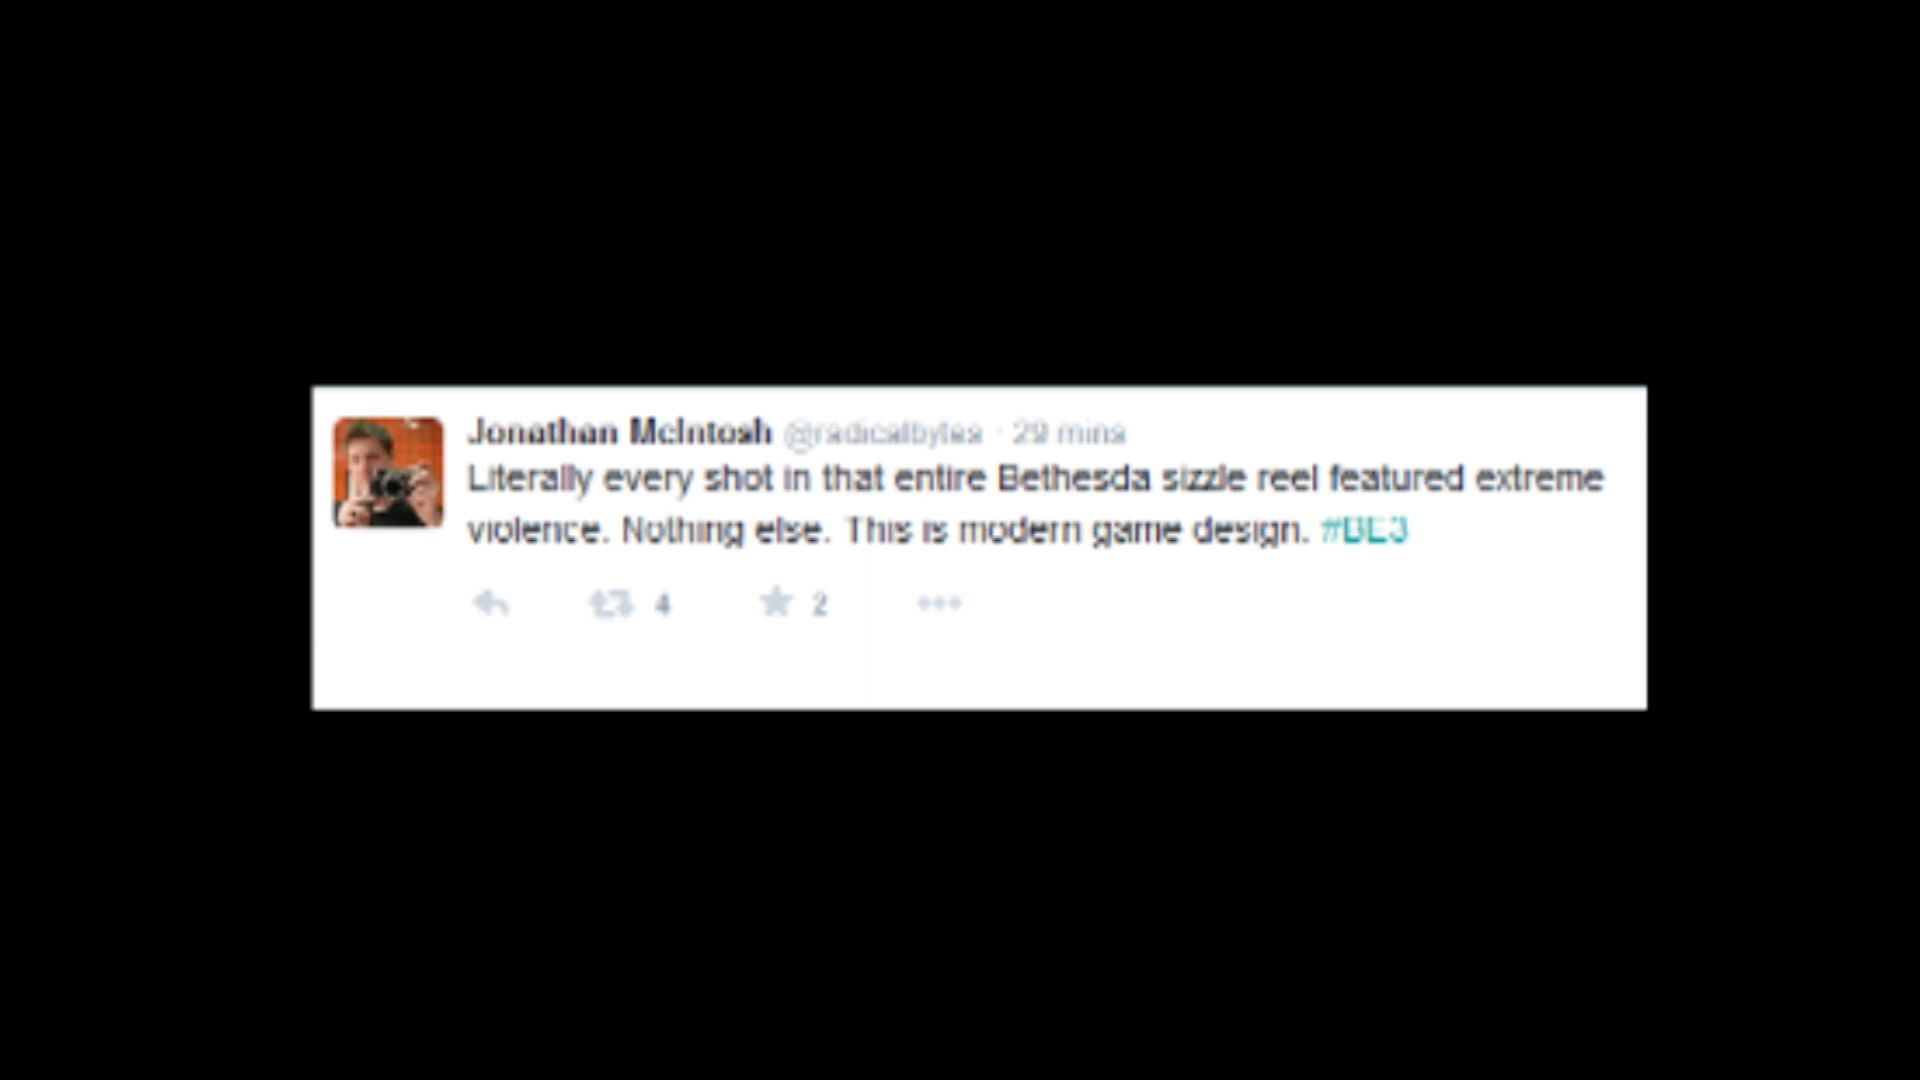 Jonathan McIntosh @radicalbytes · 29 mins
Literally every shot in that entire Bethesda sizzle reel featured extreme
violence. Nothing else. This is modern game design. #BE3
4 2